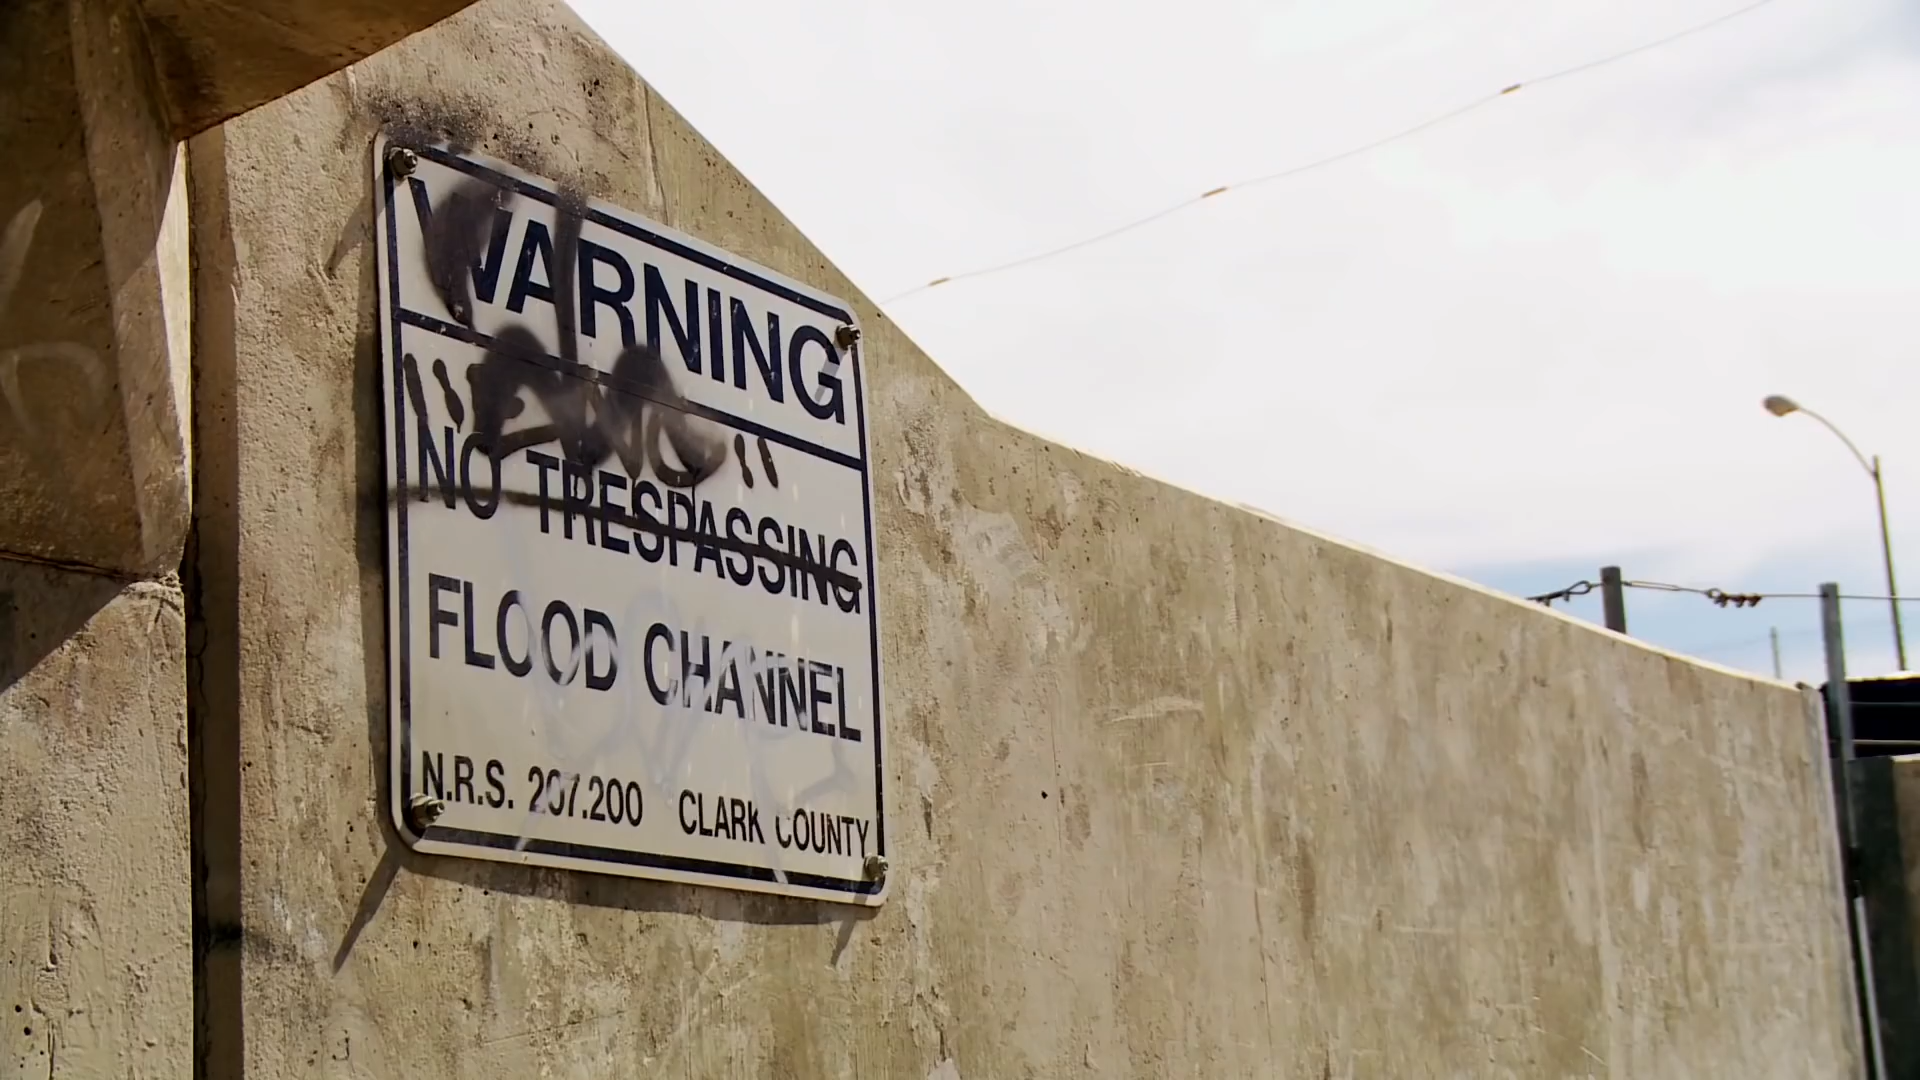 WARNING
NO TRESPASSING
FLOOD CHANNEL
N.R.S. 207.200 CLARK COUNTY